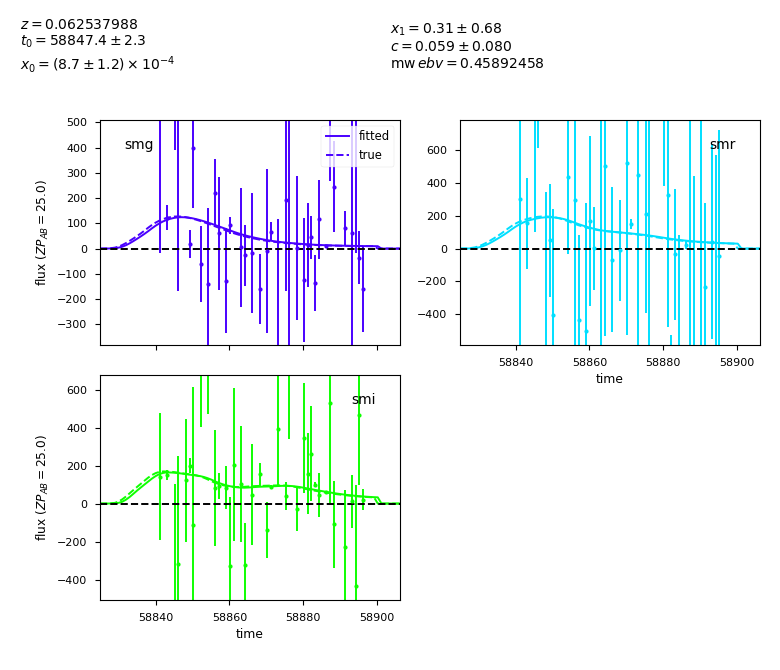 z = 0.062537988
t₀ = 58847.4 ± 2.3
x₀ = (8.7 ± 1.2) × 10⁻⁴
x₁ = 0.31 ± 0.68
c = 0.059 ± 0.080
mw ebv = 0.45892458
500
400
300
200
100
0
−100
−200
−300
flux (ZP_AB = 25.0)
smg
fitted
true
600
400
200
0
−200
−400
smr
58840
58860
58880
58900
time
600
400
200
0
−200
−400
flux (ZP_AB = 25.0)
smi
58840
58860
58880
58900
time